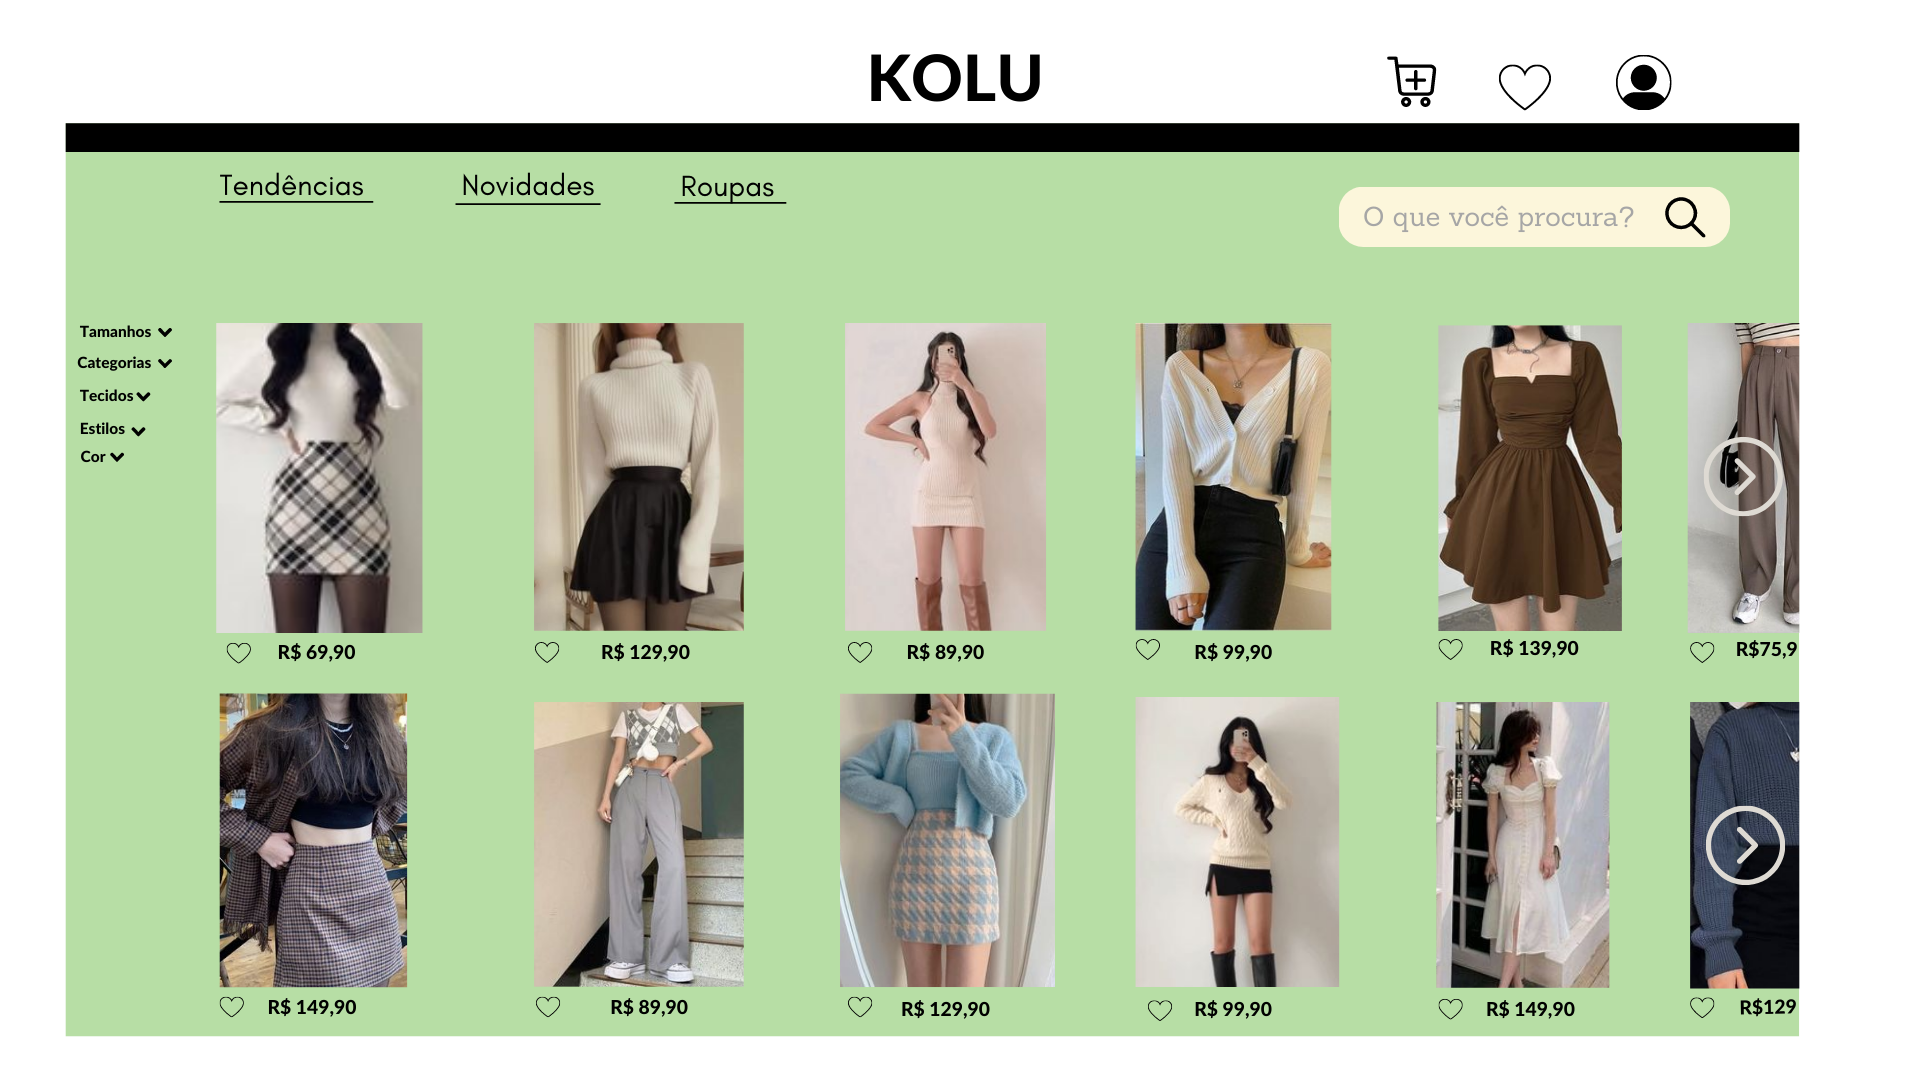 KOLU
Tendências
Novidades
Roupas
O que você procura?
Tamanhos
Categorias
Tecidos
Estilos
Cor
R$ 69,90
R$ 129,90
R$ 89,90
R$ 99,90
R$ 139,90
R$75,9
R$ 149,90
R$ 89,90
R$ 129,90
R$ 99,90
R$ 149,90
R$129